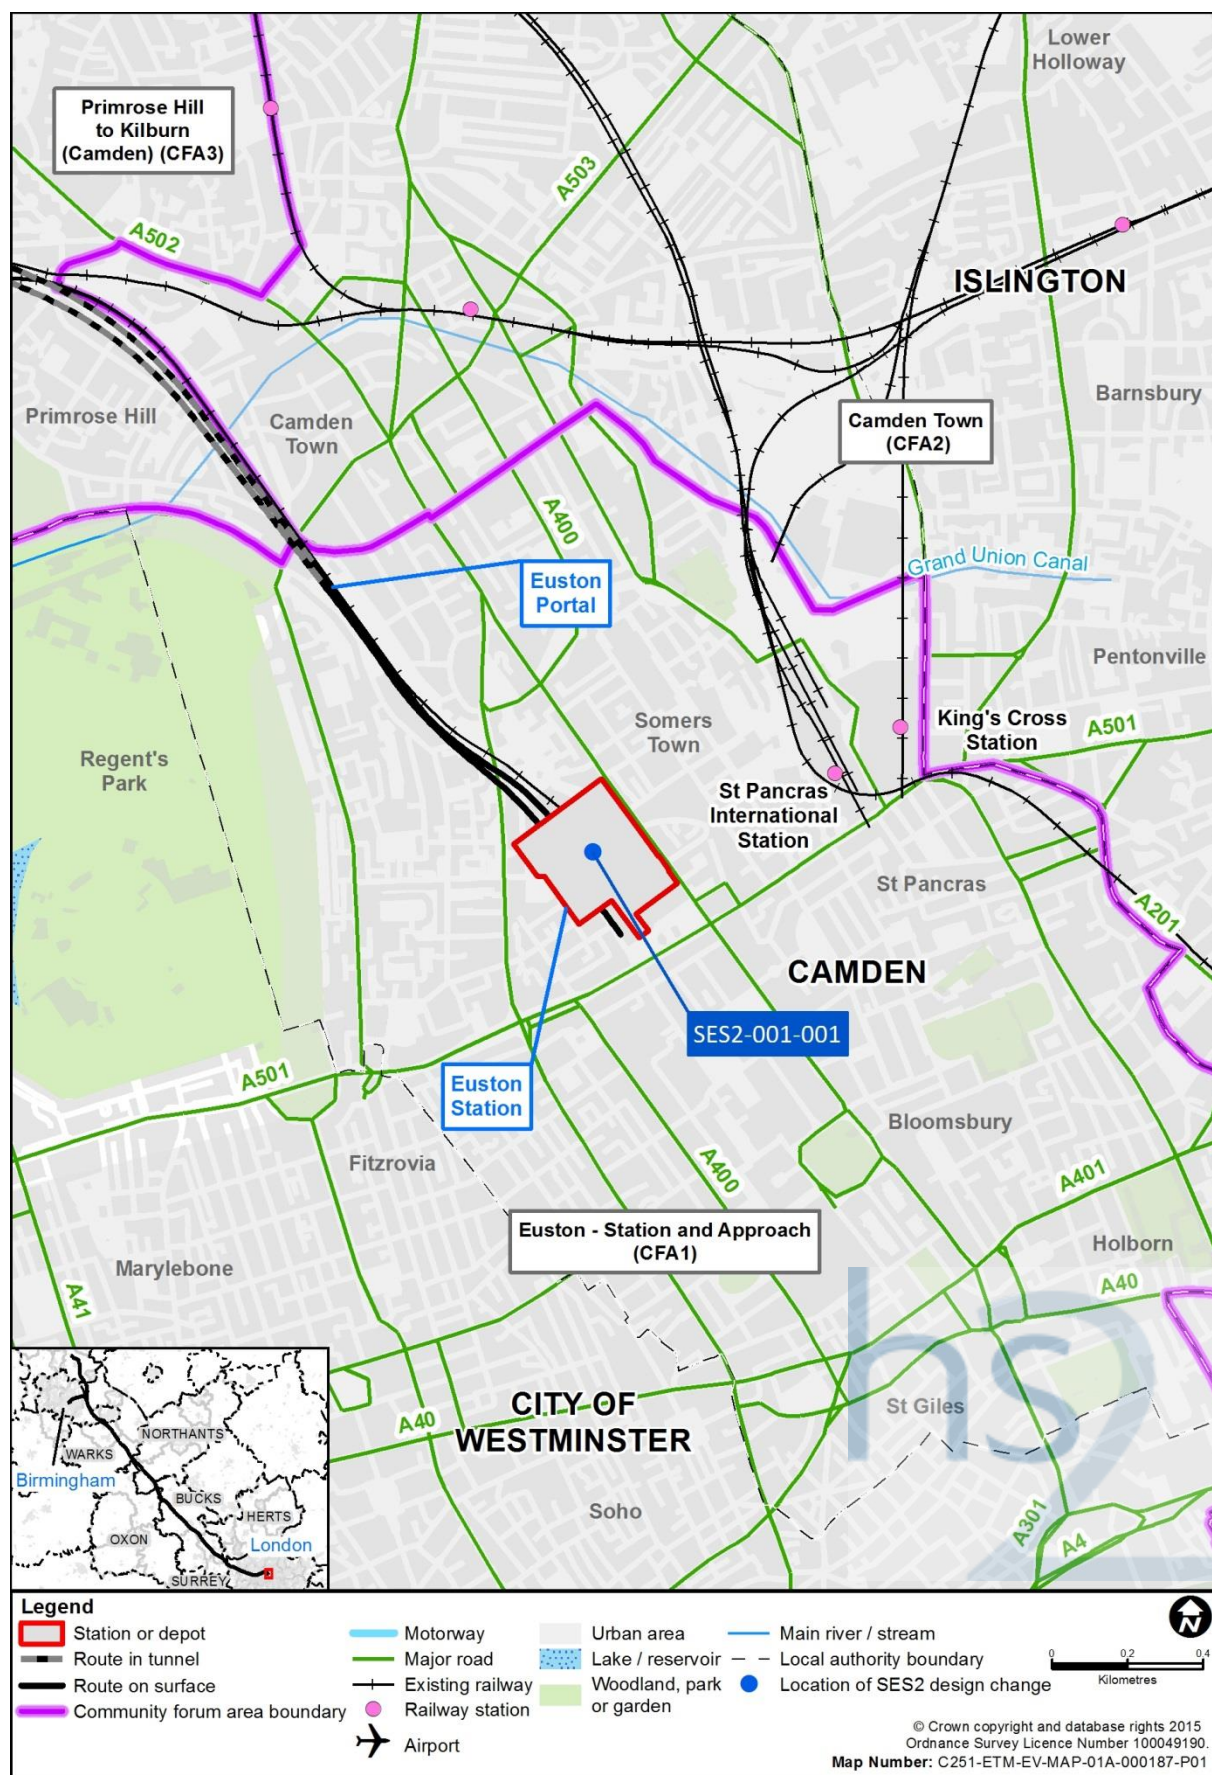 Lower
Holloway
Primrose Hill
to Kilburn
(Camden) (CFA3)
A503
A502
ISLINGTON
Barnsbury
Primrose Hill
Camden
Town
Camden Town
(CFA2)
A400
Grand Union Canal
Euston
Portal
Pentonville
Somers
Town
King's Cross
Station
A501
Regent's
Park
St Pancras
International
Station
St Pancras
A201
CAMDEN
SES2-001-001
A501
Euston
Station
Bloomsbury
Fitzrovia
A400
A401
Euston - Station and Approach
(CFA1)
Holborn
Marylebone
A41
A40
hs2
CITY OF
WESTMINSTER
A40
St Giles
Soho
A301
A4
NORTHANTS
WARKS
Birmingham
BUCKS
HERTS
OXON
London
SURREY
Legend
Station or depot
Route in tunnel
Route on surface
Community forum area boundary
Motorway
Major road
Existing railway
Railway station
Airport
Urban area
Lake / reservoir
Woodland, park
or garden
Main river / stream
Local authority boundary
Location of SES2 design change
N
0 0.2 0.4
Kilometres
© Crown copyright and database rights 2015
Ordnance Survey Licence Number 100049190.
Map Number: C251-ETM-EV-MAP-01A-000187-P01